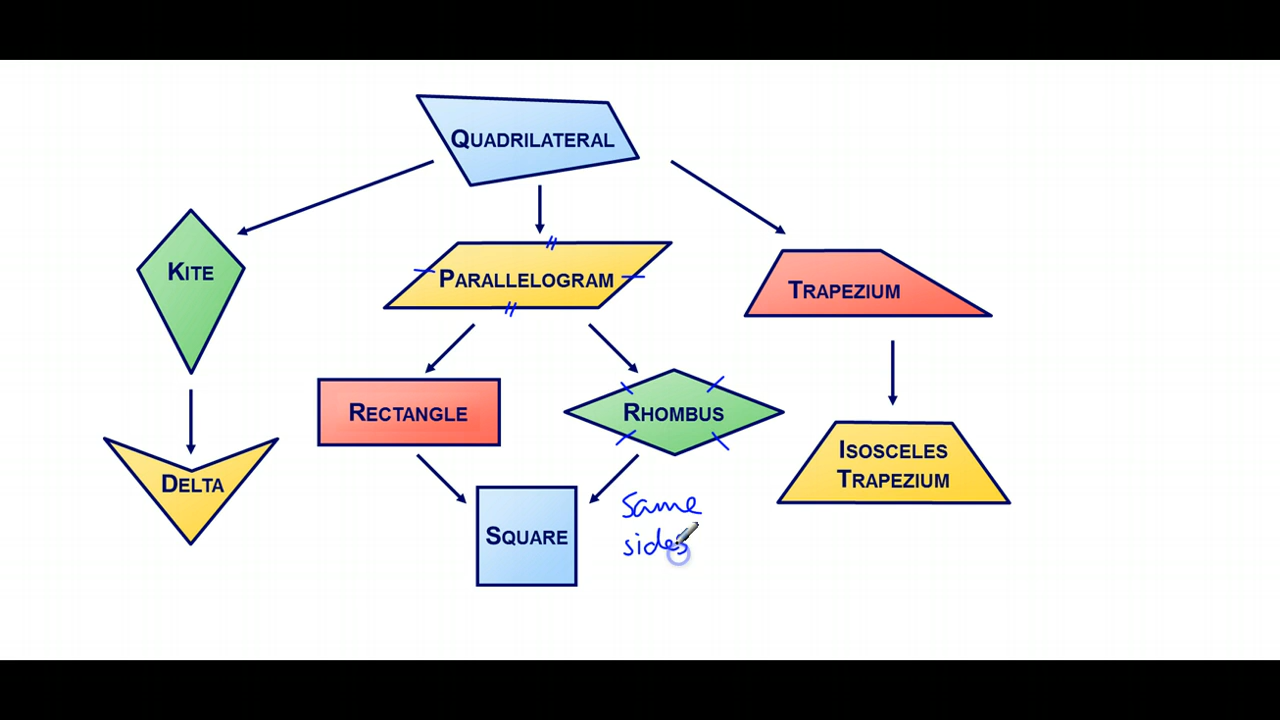 QUADRILATERAL
KITE
PARALLELOGRAM
TRAPEZIUM
RECTANGLE
RHOMBUS
ISOSCELES
TRAPEZIUM
DELTA
SQUARE
Same
sides